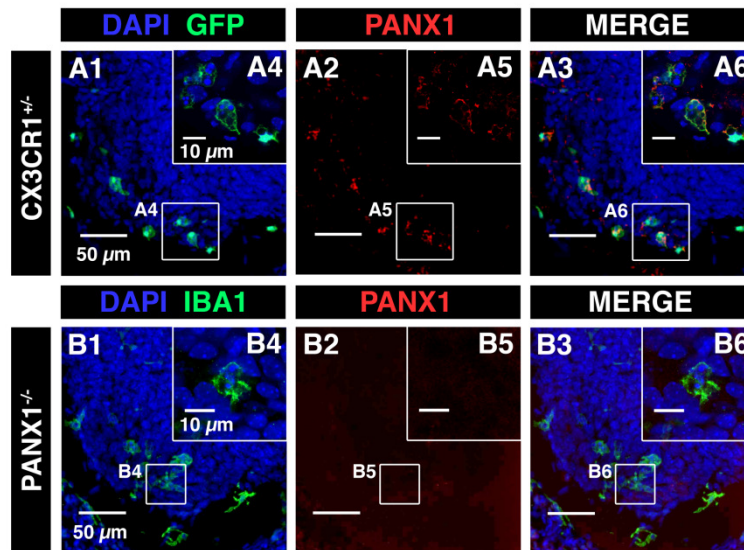 DAPI GFP PANX1 MERGE
CX3CR1+/-
A1 A4 A2 A5 A3 A6
10 µm
A4 A5 A6
50 µm
DAPI IBA1 PANX1 MERGE
PANX1-/-
B1 B4 B2 B5 B3 B6
10 µm
B4 B5 B6
50 µm